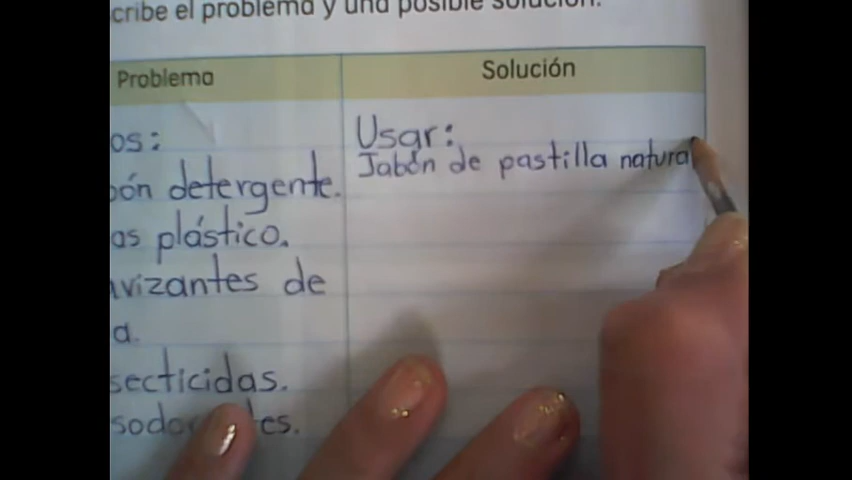 cribe el problema y una posible solución.
Problema
Solución
os:
ón detergente.
as plástico.
vizantes de
a.
secticidas.
Usar:
Jabón de pastilla natura